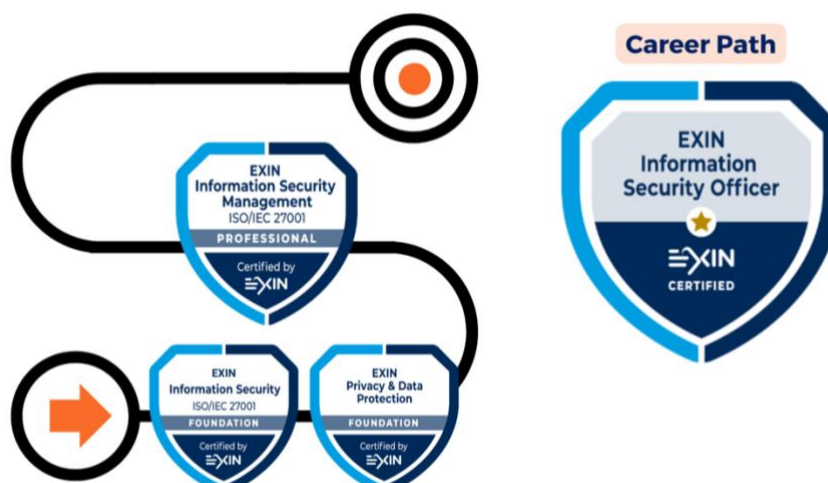 Career Path
EXIN
Information
Security Officer
EXIN
CERTIFIED
EXIN
Information Security
Management
ISO/IEC 27001
PROFESSIONAL
Certified by
EXIN
EXIN
Information Security
ISO/IEC 27001
FOUNDATION
Certified by
EXIN
EXIN
Privacy & Data
Protection
FOUNDATION
Certified by
EXIN